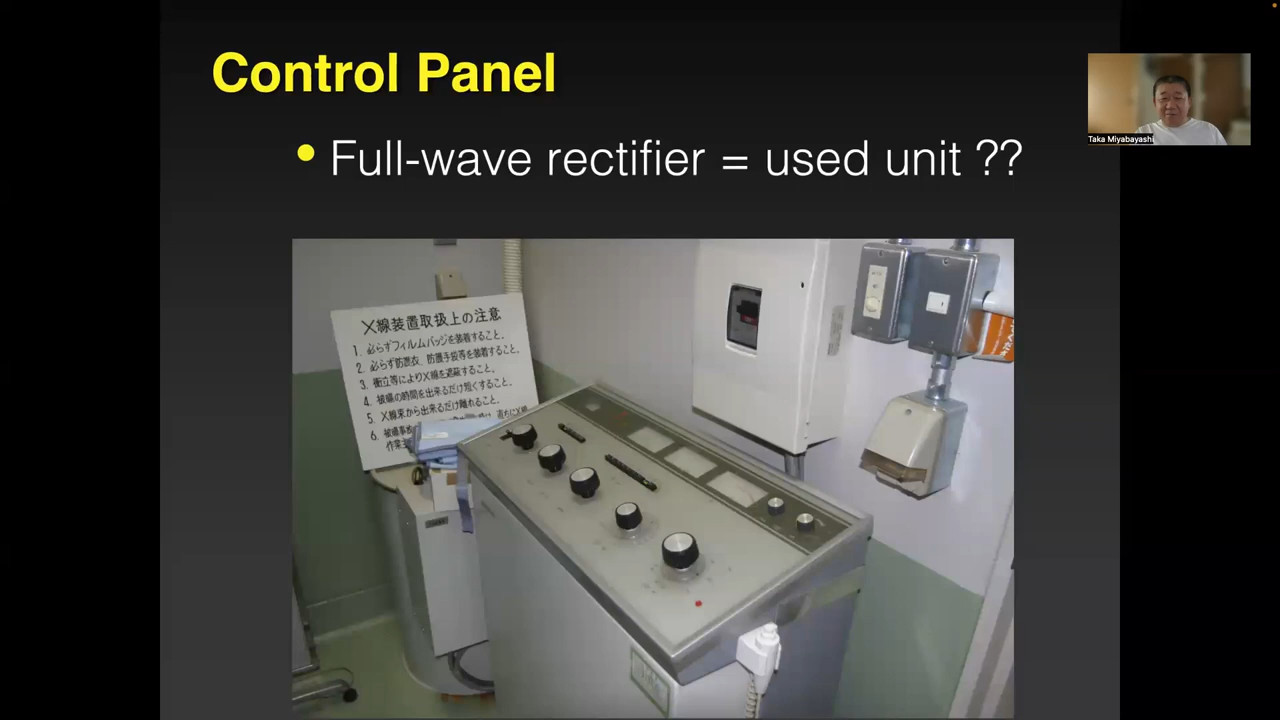 Control Panel
Taka Miyabayashi
• Full-wave rectifier = used unit ??
X線装置取扱上の注意
1. 必らずフィルムバッジを装着すること。
2. 必らず防護衣、防護手袋等を装着すること。
3. 衝立等によりX線を遮蔽すること。
4. 被曝の時間を出来るだけ短くすること。
5. X線束から出来るだけ離れること。
6. 被曝事故
作業主